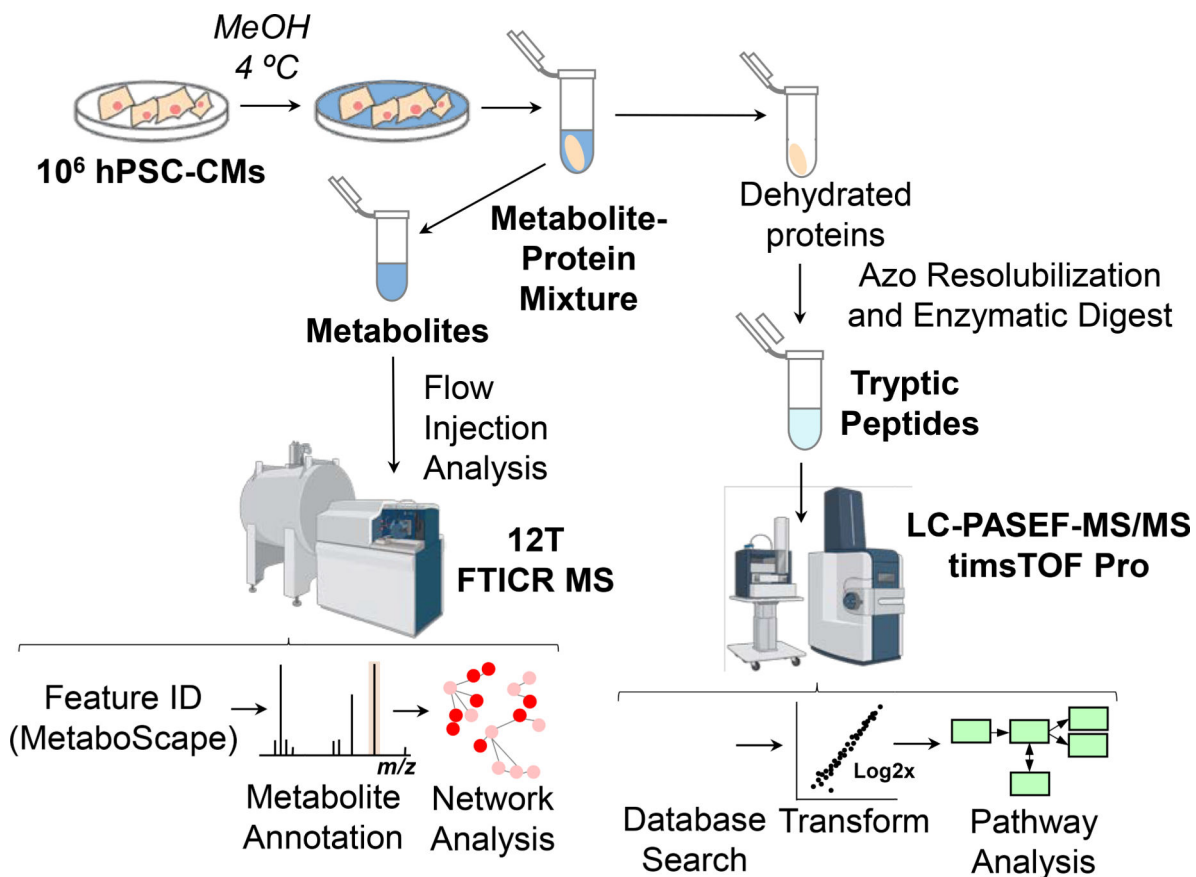 MeOH
4 ºC
10⁶ hPSC-CMs
Metabolite-
Protein
Mixture
Dehydrated
proteins
Azo Resolubilization
and Enzymatic Digest
Metabolites
Flow
Injection
Analysis
Tryptic
Peptides
12T
FTICR MS
LC-PASEF-MS/MS
timsTOF Pro
Feature ID
(MetaboScape)
m/z
Metabolite
Annotation
Network
Analysis
Log2x
Database
Search
Transform
Pathway
Analysis